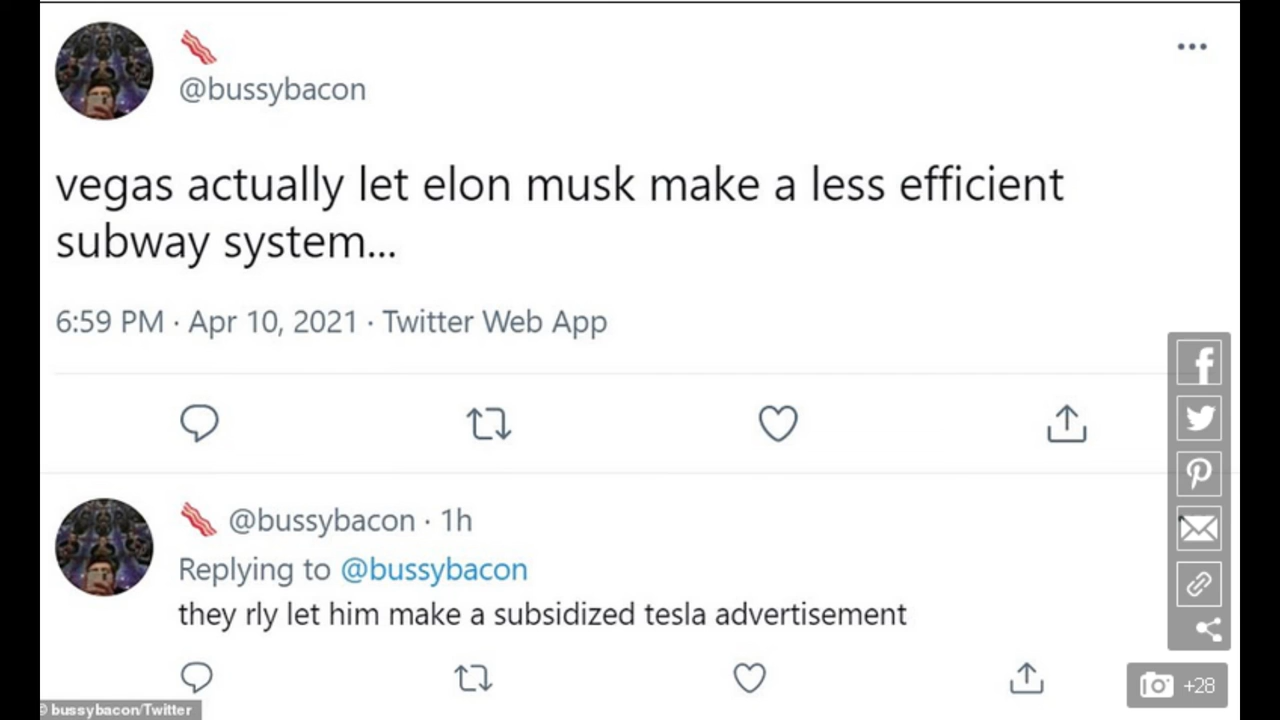 @bussybacon
vegas actually let elon musk make a less efficient
subway system...
6:59 PM · Apr 10, 2021 · Twitter Web App
@bussybacon · 1h
Replying to @bussybacon
they rly let him make a subsidized tesla advertisement
+28
© bussybacon/Twitter